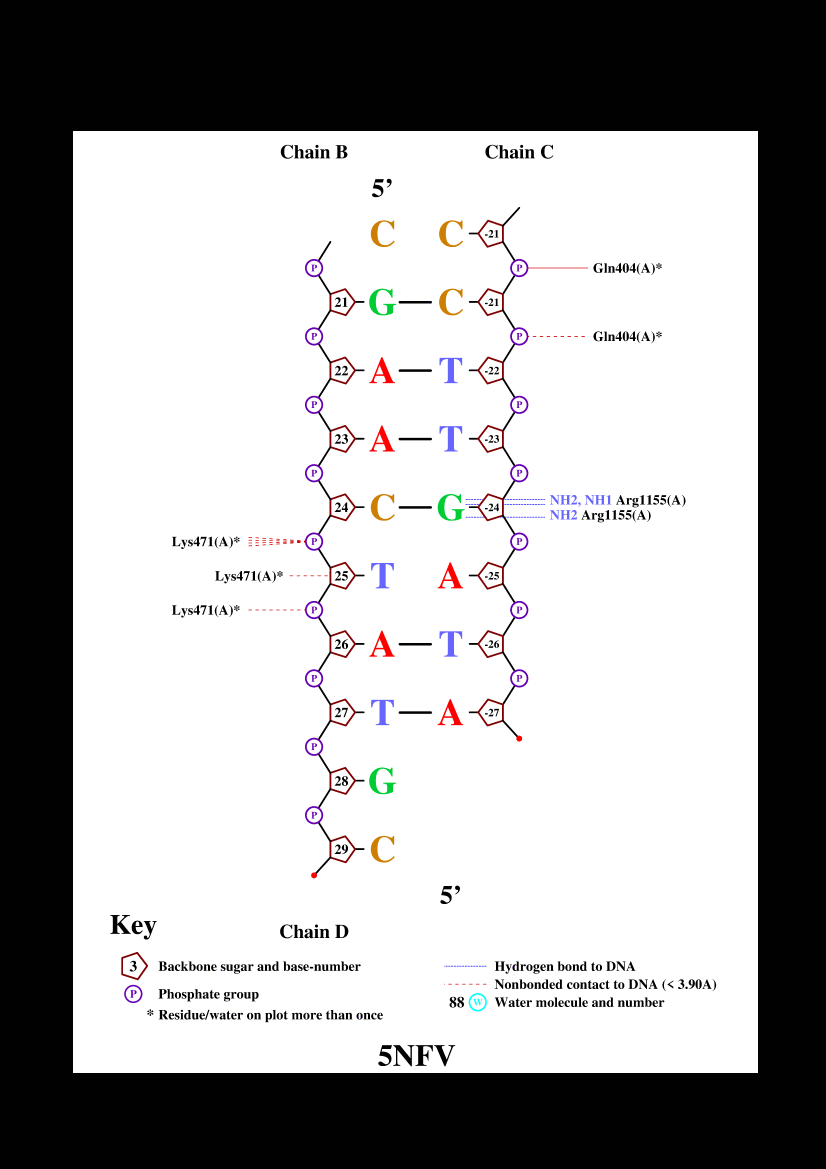 Chain B Chain C
5’
C C -21
P P Gln404(A)*
21 G C -21
P P Gln404(A)*
22 A T -22
P P
23 A T -23
P P
24 C G -24 NH2, NH1 Arg1155(A)
NH2 Arg1155(A)
Lys471(A)* P P
Lys471(A)* 25 T A -25
Lys471(A)* P P
26 A T -26
P P
27 T A -27
P
28 G
P
29 C
5’
Key
Chain D
3 Backbone sugar and base-number
P Phosphate group
* Residue/water on plot more than once
Hydrogen bond to DNA
Nonbonded contact to DNA (< 3.90A)
88 W Water molecule and number
5NFV